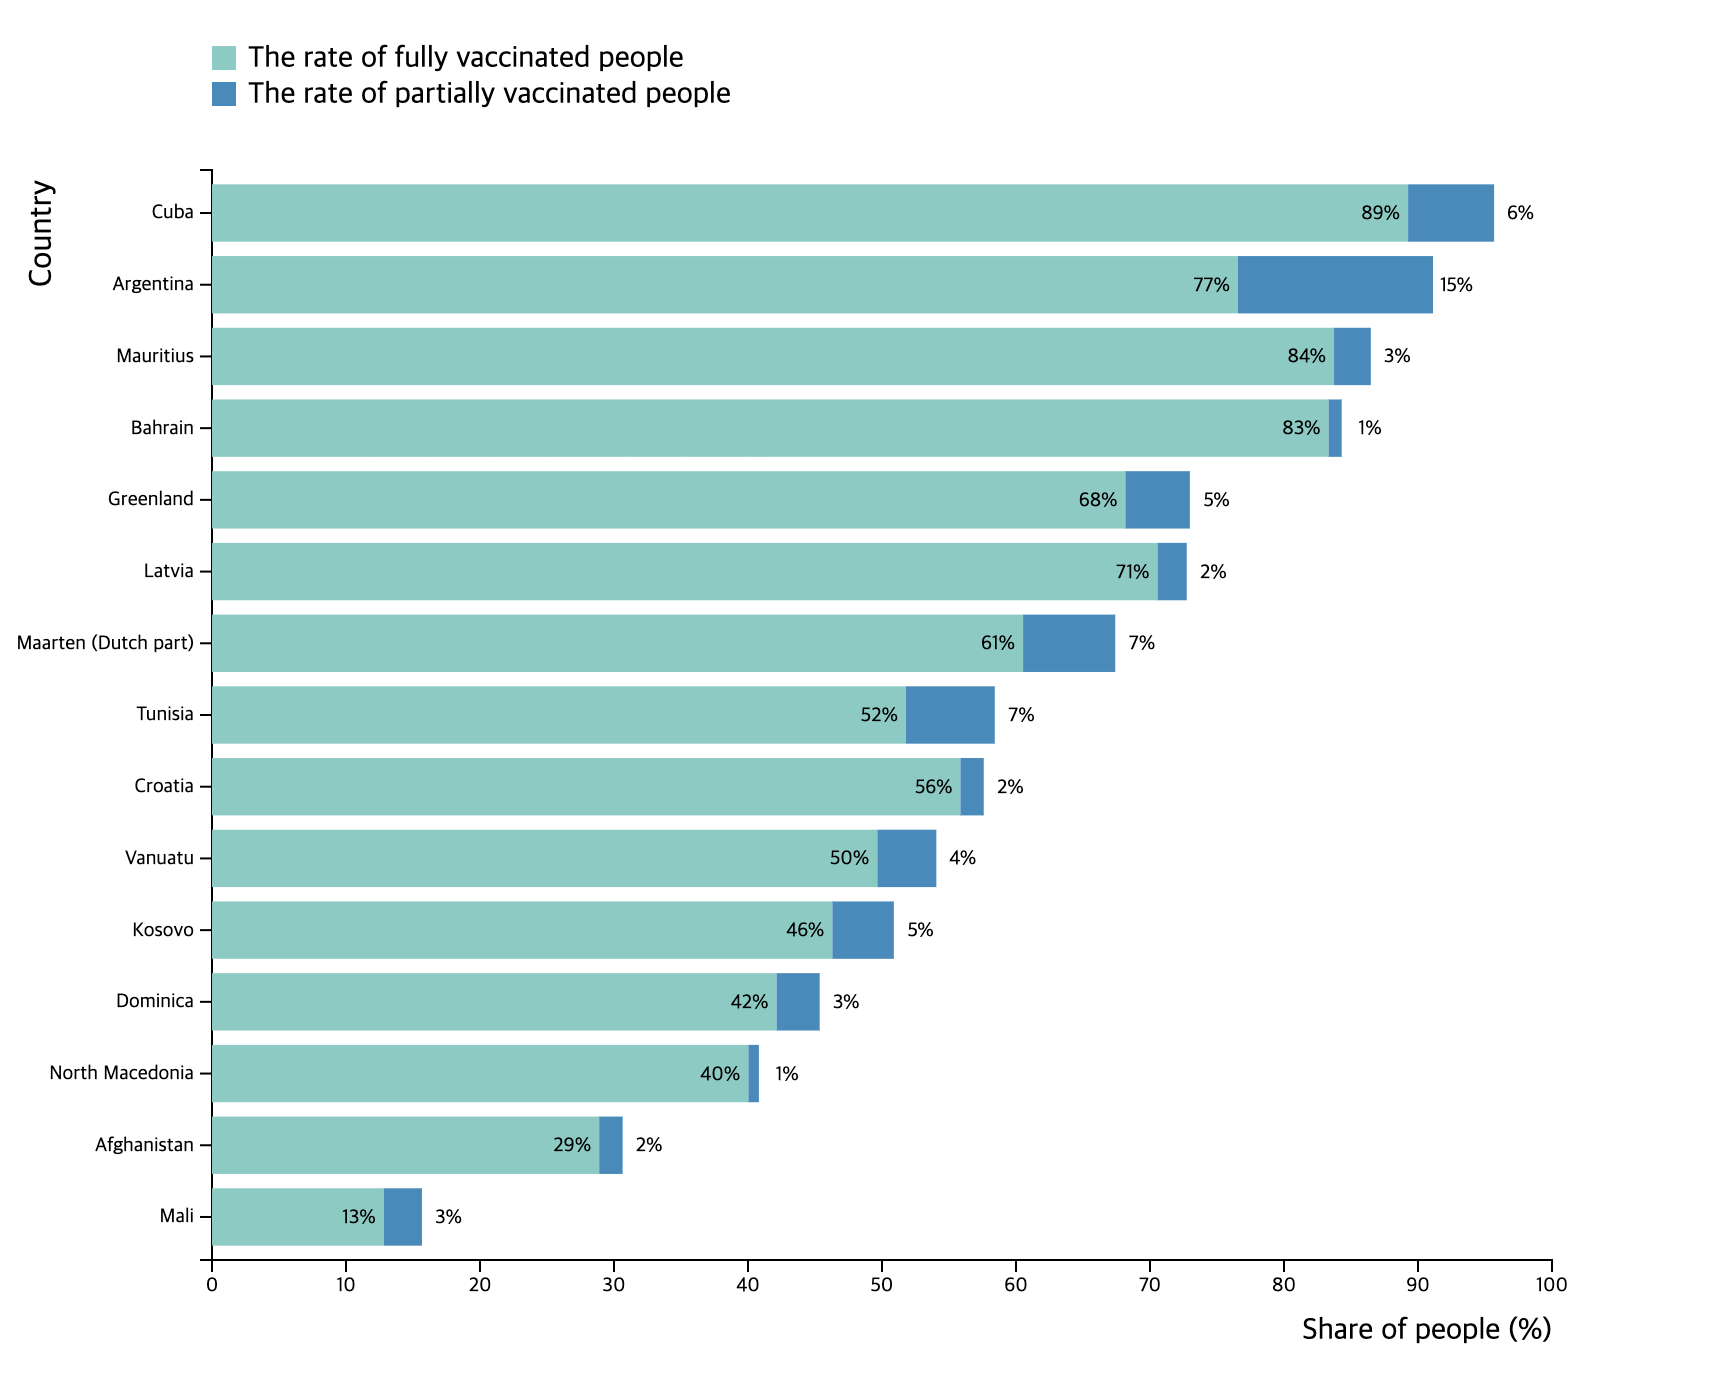 The rate of fully vaccinated people
The rate of partially vaccinated people
Country
Cuba 89% 6%
Argentina 77% 15%
Mauritius 84% 3%
Bahrain 83% 1%
Greenland 68% 5%
Latvia 71% 2%
Maarten (Dutch part) 61% 7%
Tunisia 52% 7%
Croatia 56% 2%
Vanuatu 50% 4%
Kosovo 46% 5%
Dominica 42% 3%
North Macedonia 40% 1%
Afghanistan 29% 2%
Mali 13% 3%
0 10 20 30 40 50 60 70 80 90 100
Share of people (%)